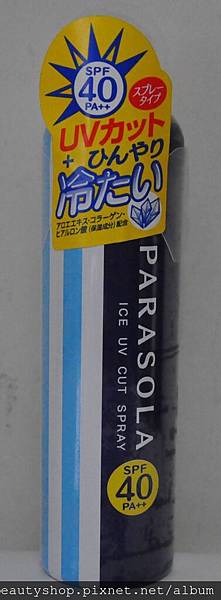 SPF
40
PA++
スプレー
タイプ
UVカット
+ひんやり
冷たい
アロエエキス・コラーゲン・
ヒアルロン酸(保湿成分)配合
PARASOLA
ICE UV CUT SPRAY
SPF
40
PA++
eautyshop.pixnet.net/album